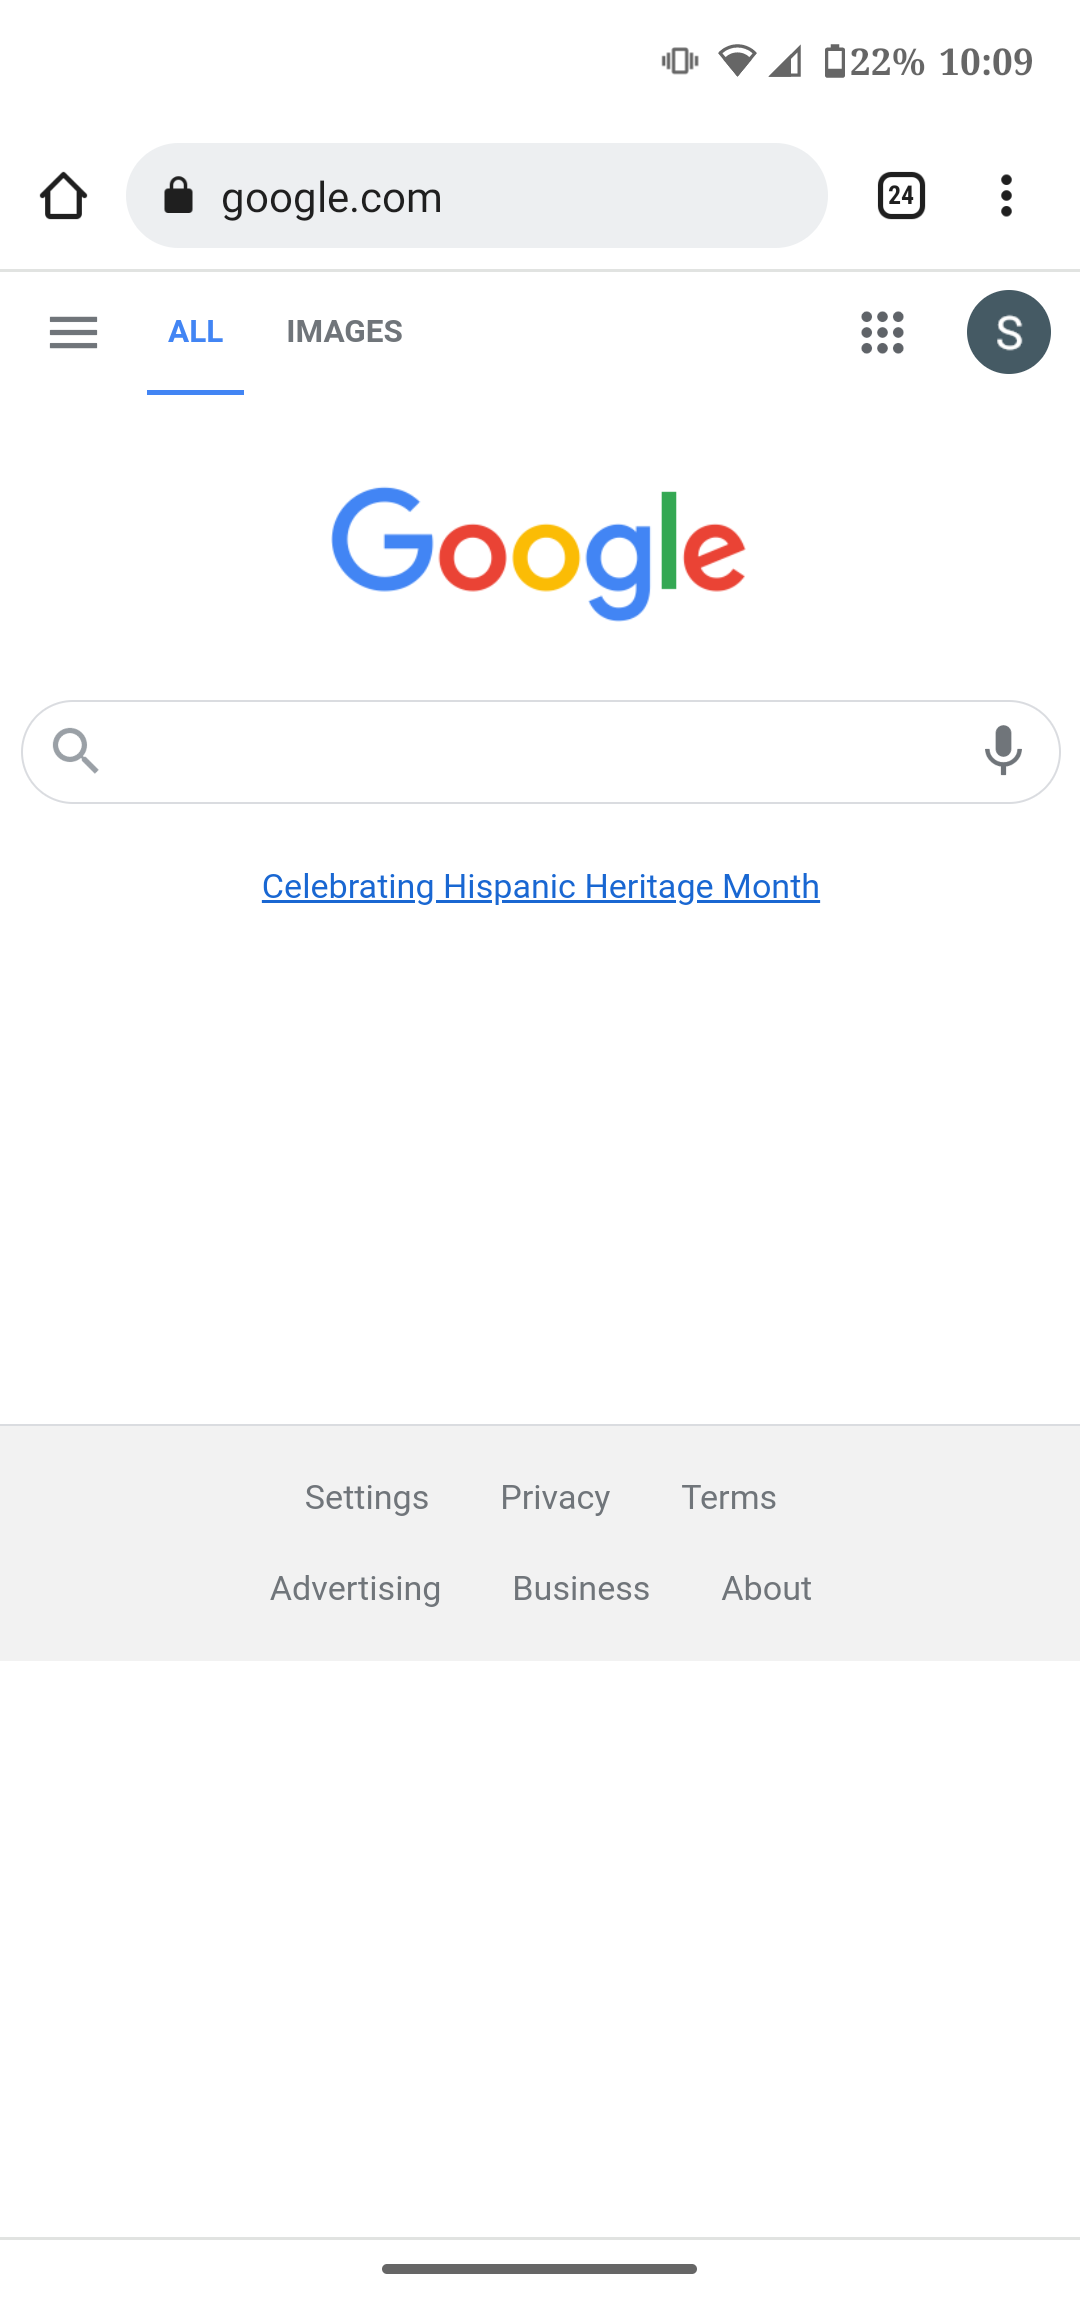 22% 10:09
google.com 24
ALL IMAGES S
Google
Celebrating Hispanic Heritage Month
Settings Privacy Terms
Advertising Business About